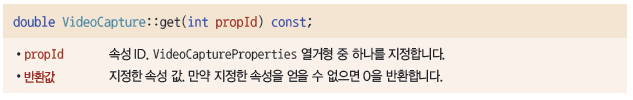 double VideoCapture::get(int propId) const;
• propId 속성 ID. VideoCaptureProperties 열거형 중 하나를 지정합니다.
• 반환값 지정한 속성 값. 만약 지정한 속성을 얻을 수 없으면 0을 반환합니다.